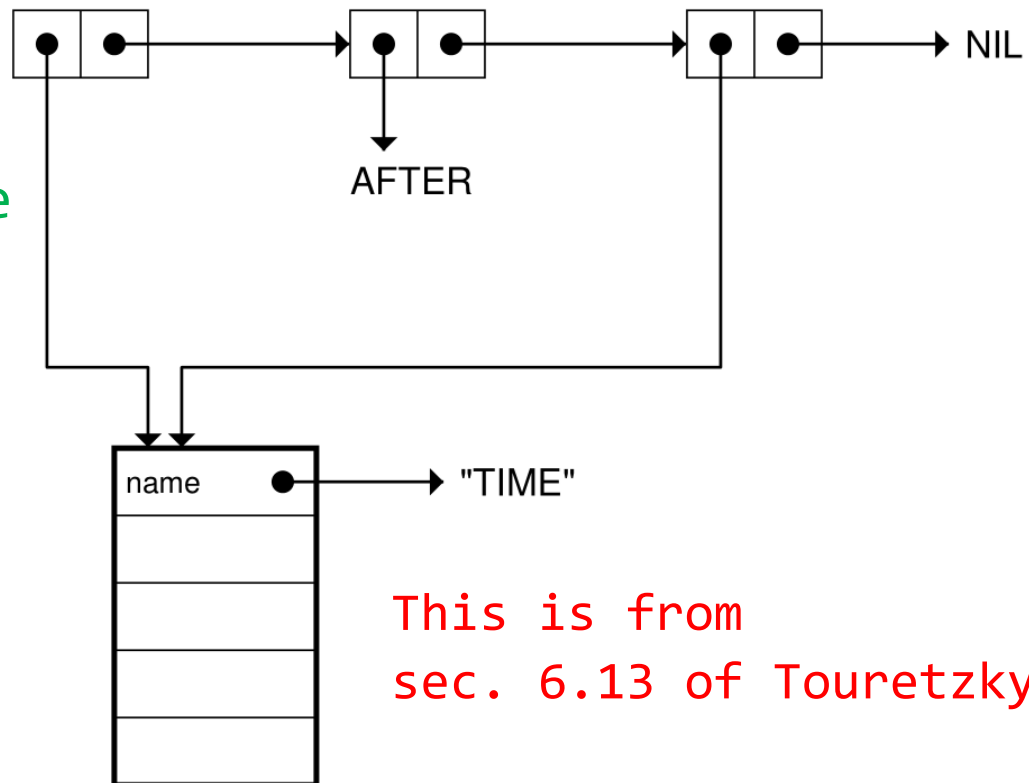 NIL
AFTER
e
name
"TIME"
This is from
sec. 6.13 of Touretzky